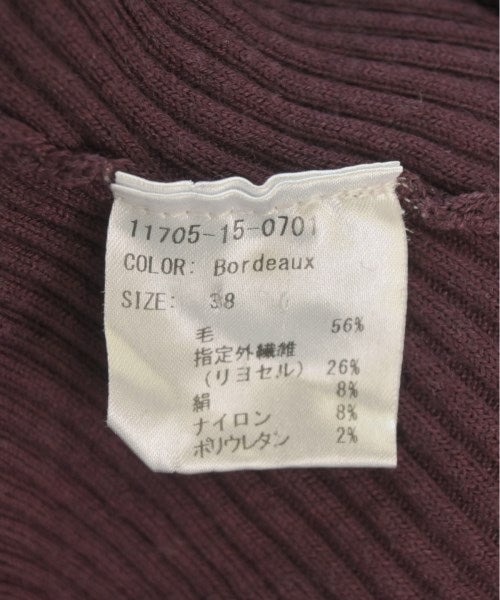 11705-15-0701
COLOR: Bordeaux
SIZE: 38
毛 56%
指定外繊維
(リヨセル) 26%
絹 8%
ナイロン 8%
ポリウレタン 2%